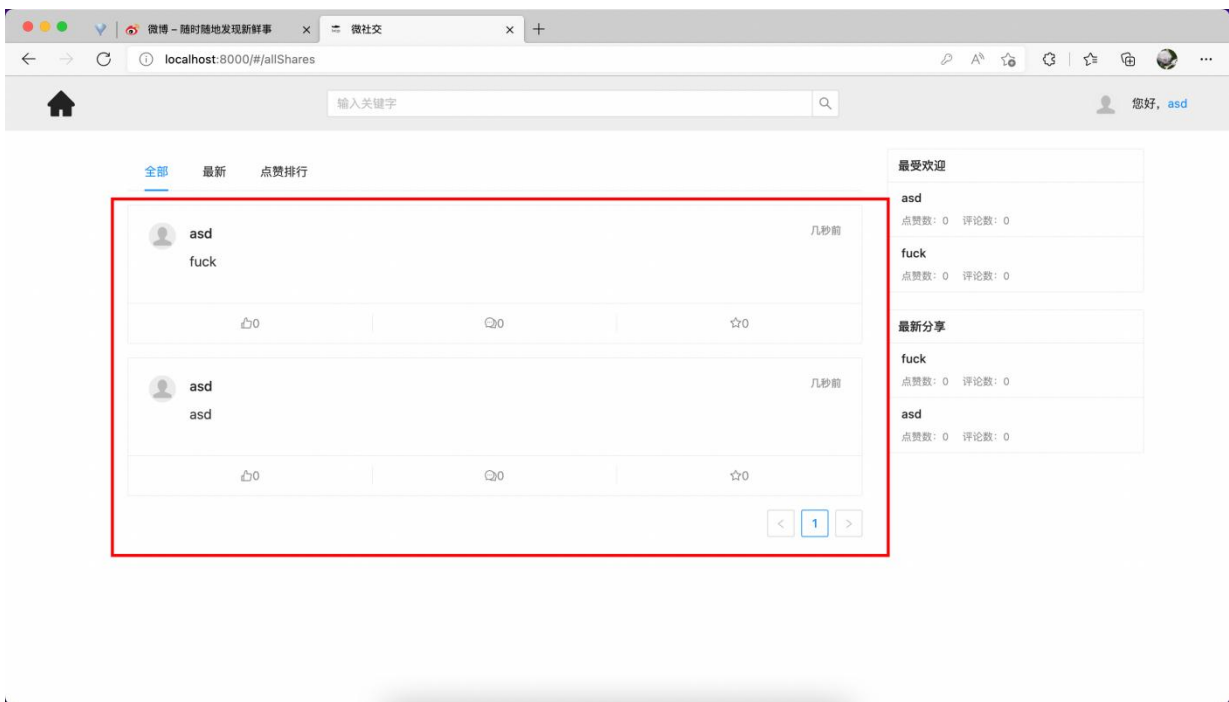 微博 – 随时随地发现新鲜事
微社交
localhost:8000/#/allShares
输入关键字
您好，asd
全部 最新 点赞排行
asd 几秒前
fuck
0 0 0
asd 几秒前
asd
0 0 0
< 1 >
最受欢迎
asd
点赞数：0 评论数：0
fuck
点赞数：0 评论数：0
最新分享
fuck
点赞数：0 评论数：0
asd
点赞数：0 评论数：0